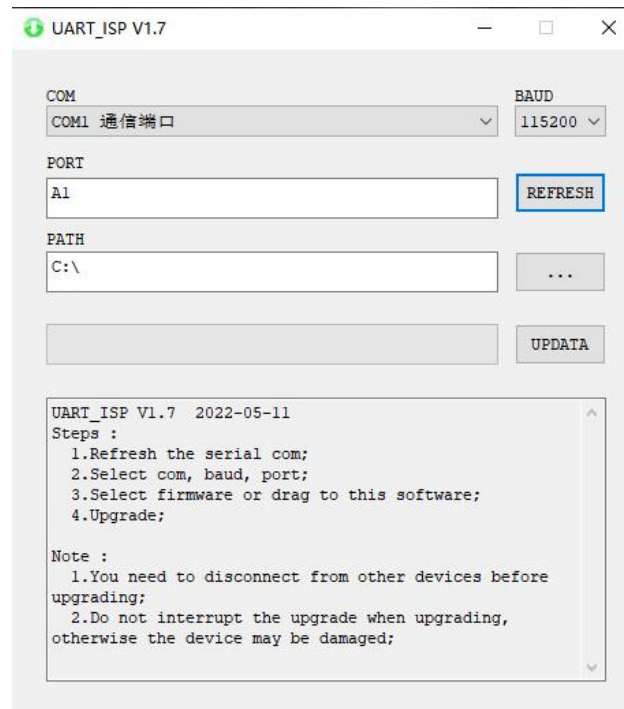 UART_ISP V1.7
COM
BAUD
COM1 通信端口
115200
PORT
A1
REFRESH
PATH
C:\
...
UPDATA
UART_ISP V1.7 2022-05-11
Steps :
1.Refresh the serial com;
2.Select com, baud, port;
3.Select firmware or drag to this software;
4.Upgrade;
Note :
1.You need to disconnect from other devices before
upgrading;
2.Do not interrupt the upgrade when upgrading,
otherwise the device may be damaged;